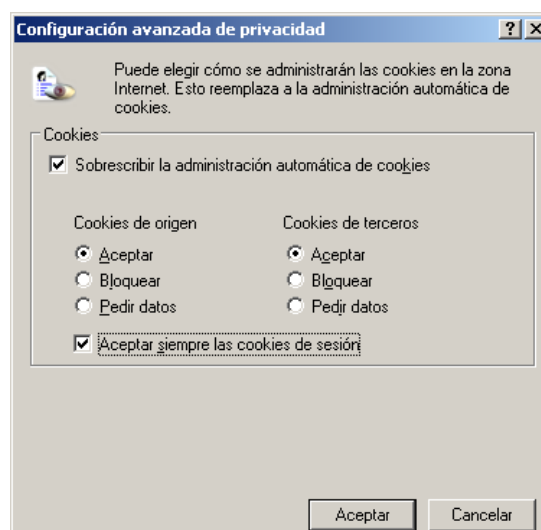 Configuración avanzada de privacidad
Puede elegir cómo se administrarán las cookies en la zona
Internet. Esto reemplaza a la administración automática de
cookies.
Cookies
Sobrescribir la administración automática de cookies
Cookies de origen Cookies de terceros
Aceptar Aceptar
Bloquear Bloquear
Pedir datos Pedir datos
Aceptar siempre las cookies de sesión
Aceptar Cancelar